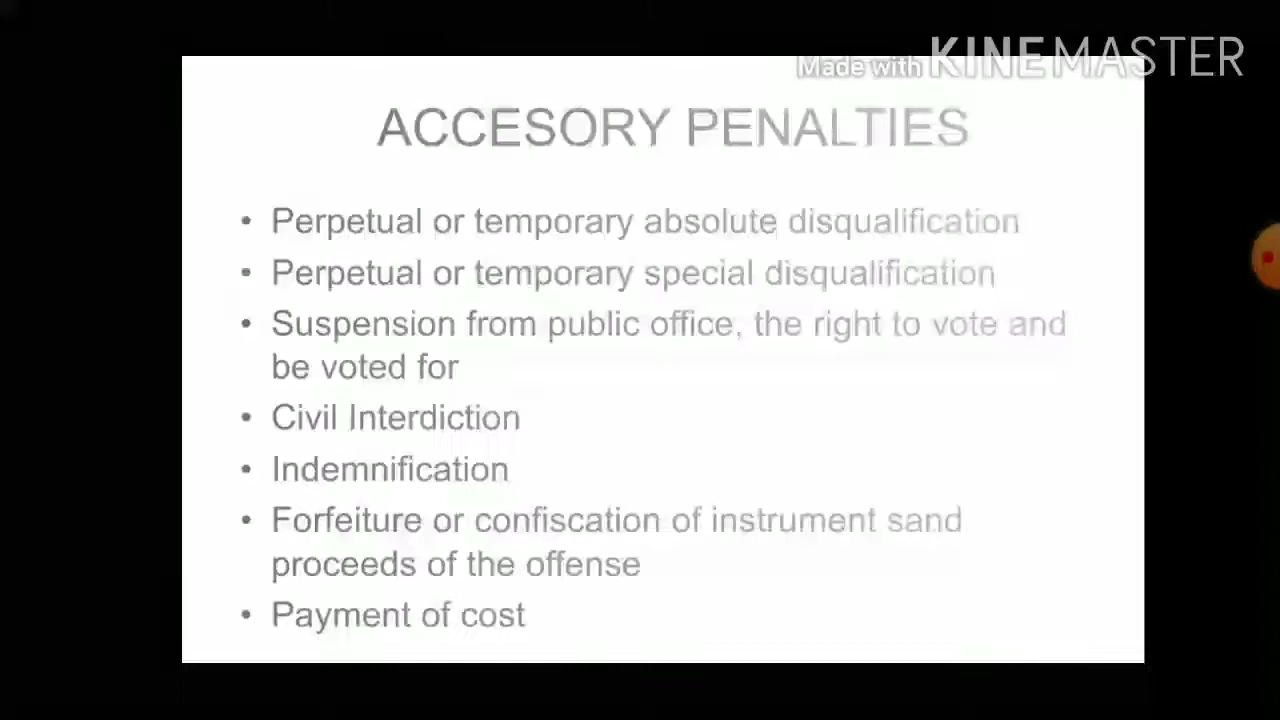 Made with KINEMASTER
ACCESORY PENALTIES
• Perpetual or temporary absolute disqualification
• Perpetual or temporary special disqualification
• Suspension from public office, the right to vote and
be voted for
• Civil Interdiction
• Indemnification
• Forfeiture or confiscation of instrument sand
proceeds of the offense
• Payment of cost